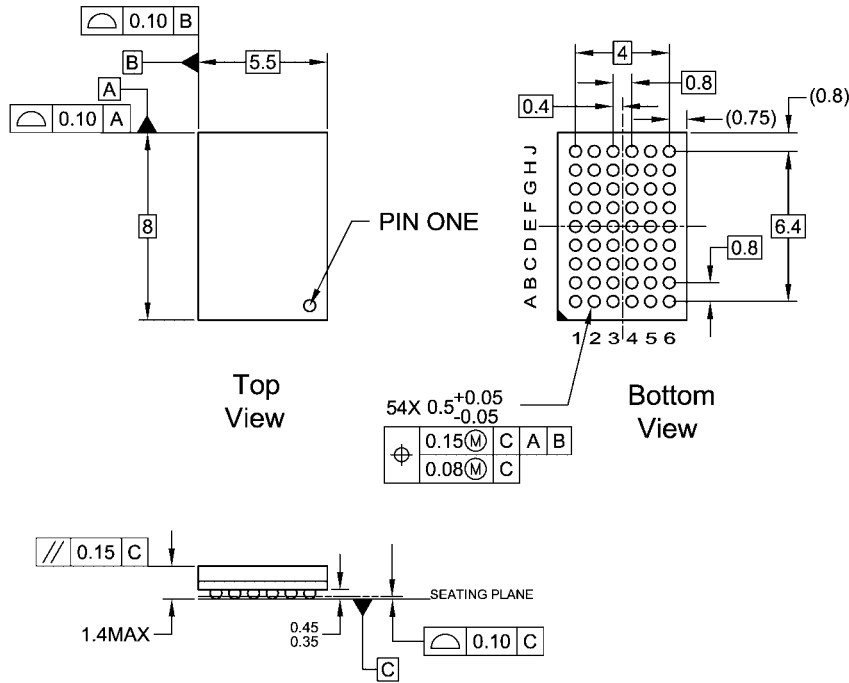 0.10 B
B
5.5
A
0.10 A
8
PIN ONE
Top
View
4
0.8
0.4
(0.8)
(0.75)
J
H
G
F
E
D
C
B
A
6.4
0.8
1 2 3 4 5 6
54X 0.5 +0.05
-0.05
0.15 Ⓜ C A B
0.08 Ⓜ C
Bottom
View
// 0.15 C
1.4MAX
0.45
0.35
SEATING PLANE
0.10 C
C